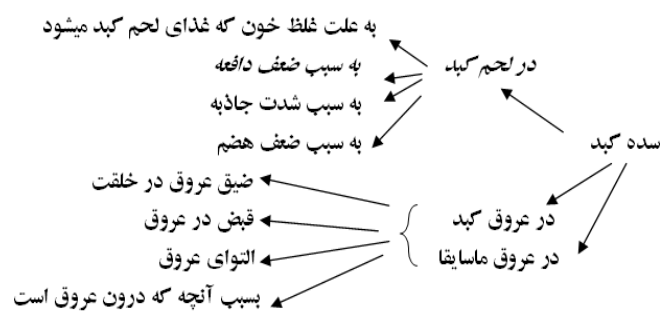 سده کبد
در لحم کبد
به علت غلظ خون که غذای لحم کبد میشود
به سبب ضعف دافعه
به سبب شدت جاذبه
به سبب ضعف هضم
در عروق کبد
در عروق ماسایقا
ضیق عروق در خلقت
قبض در عروق
التوای عروق
بسبب آنچه که درون عروق است